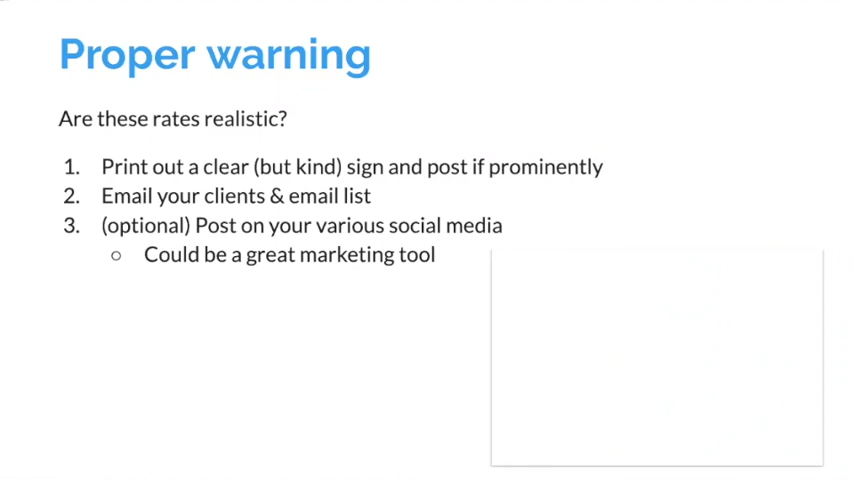 Proper warning
Are these rates realistic?
1. Print out a clear (but kind) sign and post if prominently
2. Email your clients & email list
3. (optional) Post on your various social media
○ Could be a great marketing tool